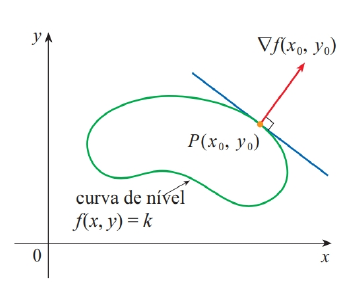 y
∇f(x₀, y₀)
P(x₀, y₀)
curva de nível
f(x, y) = k
0
x